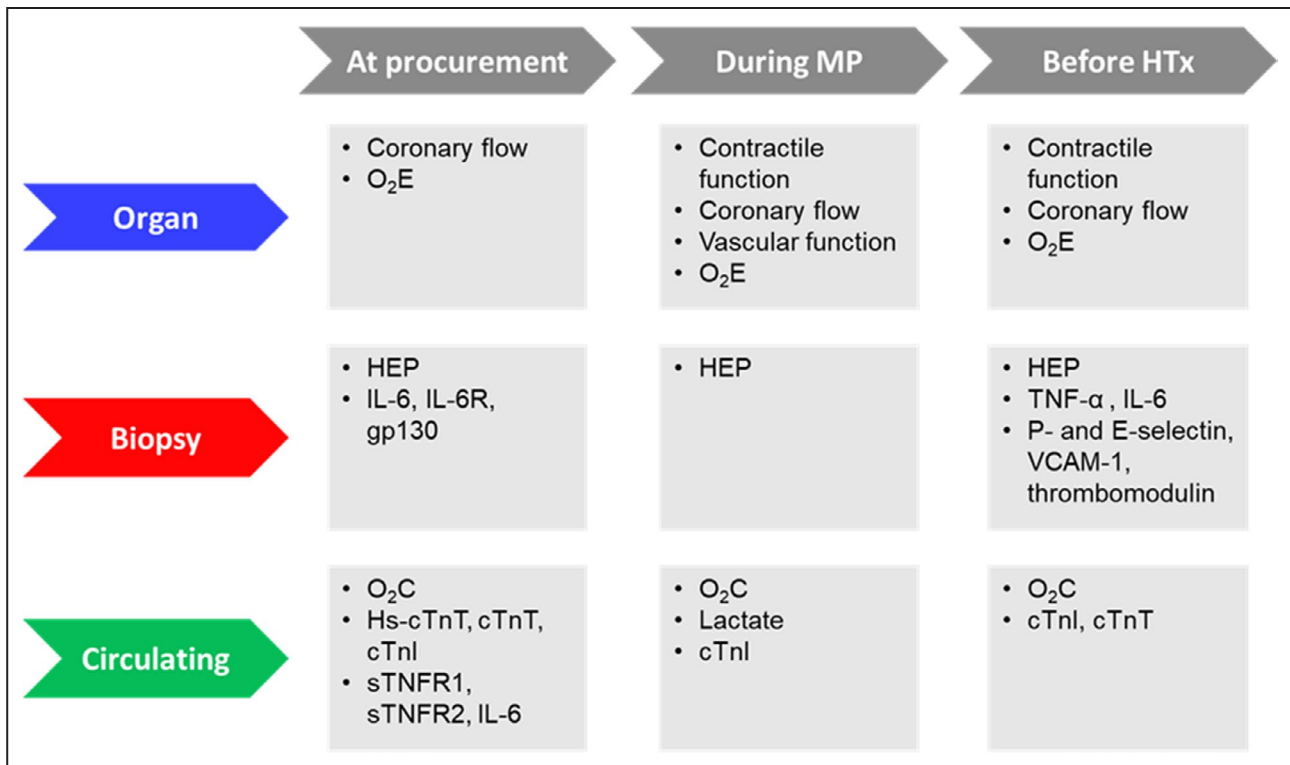 At procurement
During MP
Before HTx
Organ
• Coronary flow
• O₂E
• Contractile
function
• Coronary flow
• Vascular function
• O₂E
• Contractile
function
• Coronary flow
• O₂E
Biopsy
• HEP
• IL-6, IL-6R,
gp130
• HEP
• HEP
• TNF-α , IL-6
• P- and E-selectin,
VCAM-1,
thrombomodulin
Circulating
• O₂C
• Hs-cTnT, cTnT,
cTnI
• sTNFR1,
sTNFR2, IL-6
• O₂C
• Lactate
• cTnI
• O₂C
• cTnI, cTnT